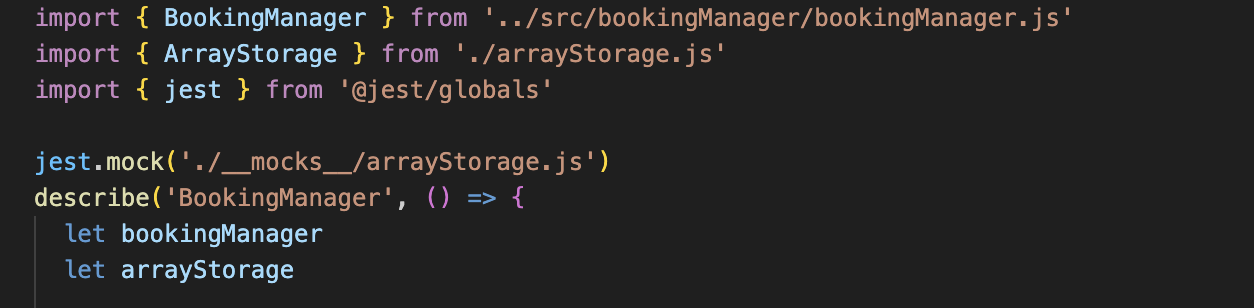 import { BookingManager } from '../src/bookingManager/bookingManager.js'
import { ArrayStorage } from './arrayStorage.js'
import { jest } from '@jest/globals'
jest.mock('./__mocks__/arrayStorage.js')
describe('BookingManager', () => {
let bookingManager
let arrayStorage